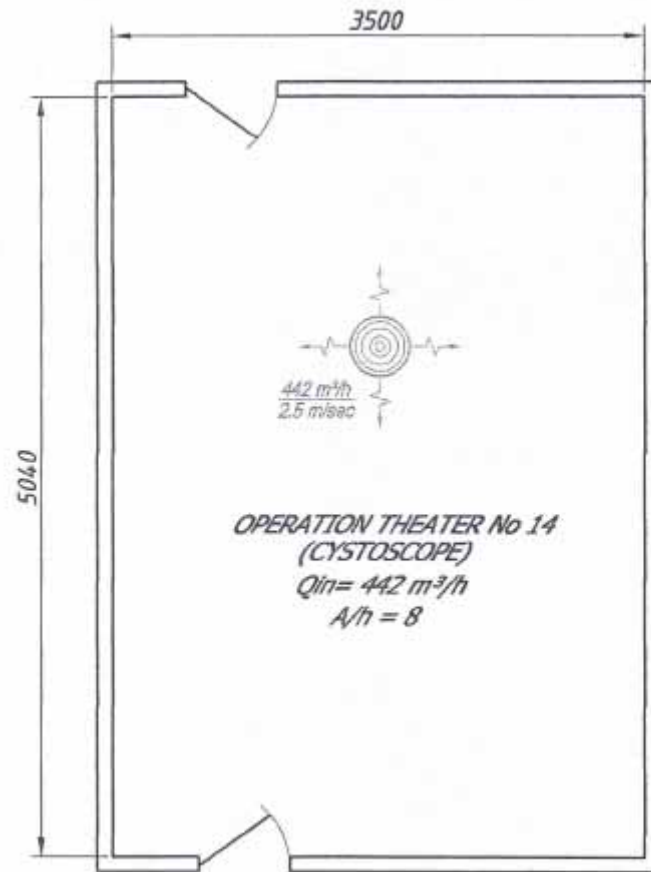 3500
442 m³/h
2.5 m/sec
5040
OPERATION THEATER No 14
(CYSTOSCOPE)
Qin= 442 m³/h
A/h = 8